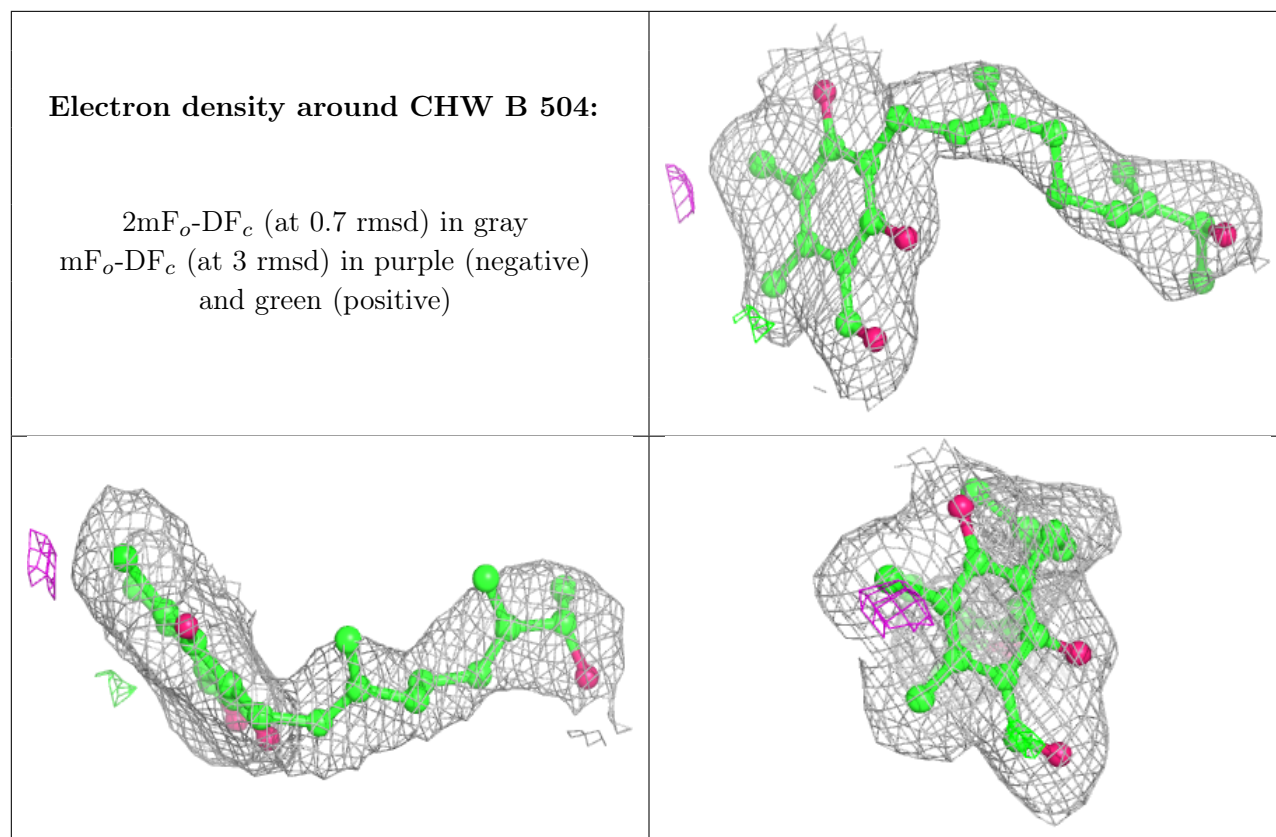 Electron density around CHW B 504:
2mFo-DFc (at 0.7 rmsd) in gray
mFo-DFc (at 3 rmsd) in purple (negative)
and green (positive)